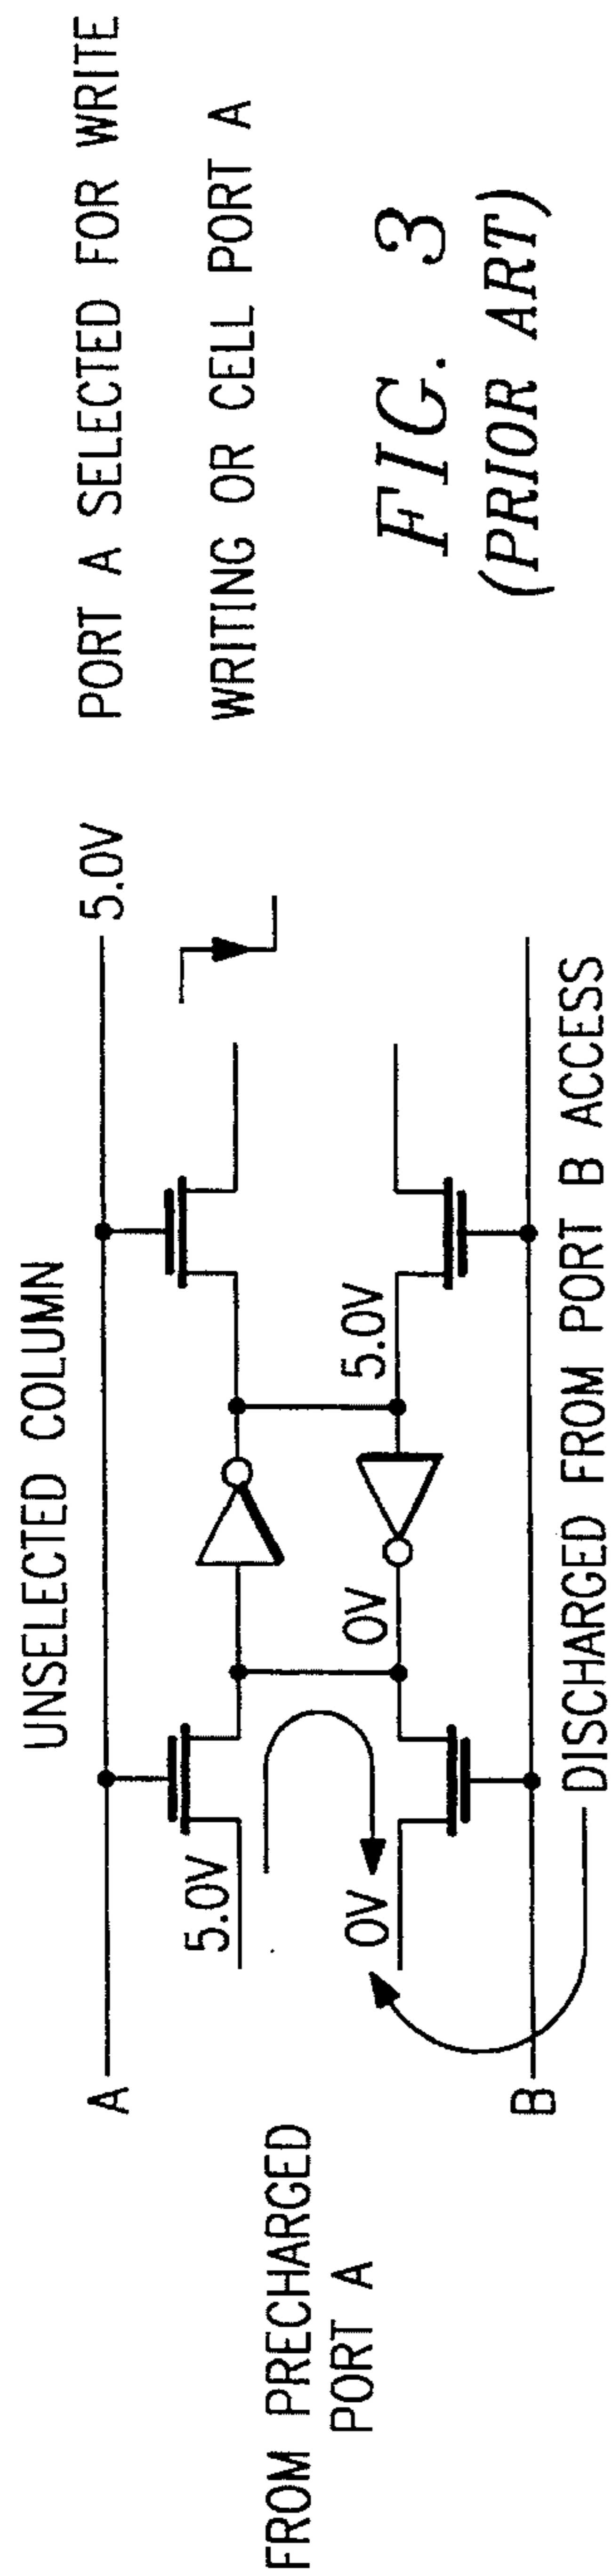 UNSELECTED COLUMN
A
5.0V
PORT A SELECTED FOR WRITE
WRITING OR CELL PORT A
FROM PRECHARGED
PORT A
5.0V
0V
0V
5.0V
B
DISCHARGED FROM PORT B ACCESS
FIG. 3
(PRIOR ART)